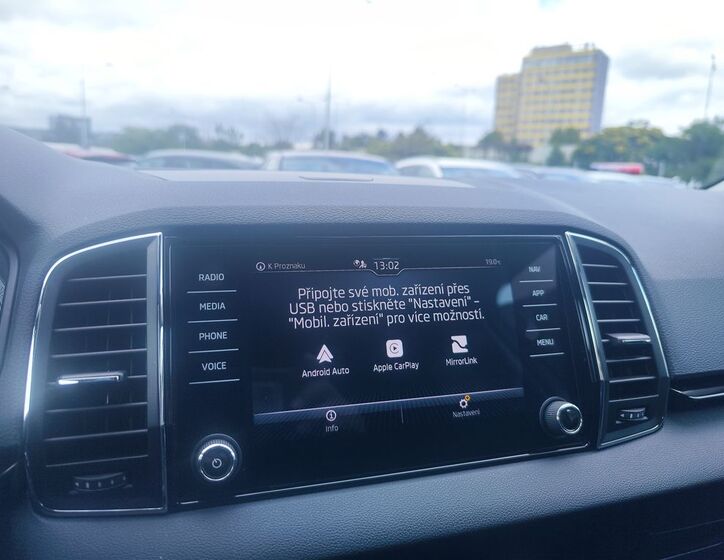 K Proznaku
13:02
19.0°C
RADIO
MEDIA
PHONE
VOICE
NAV
APP
CAR
MENU
Připojte své mob. zařízení přes
USB nebo stiskněte "Nastavení" -
"Mobil. zařízení" pro více možností.
Android Auto
Apple CarPlay
MirrorLink
Info
Nastavení